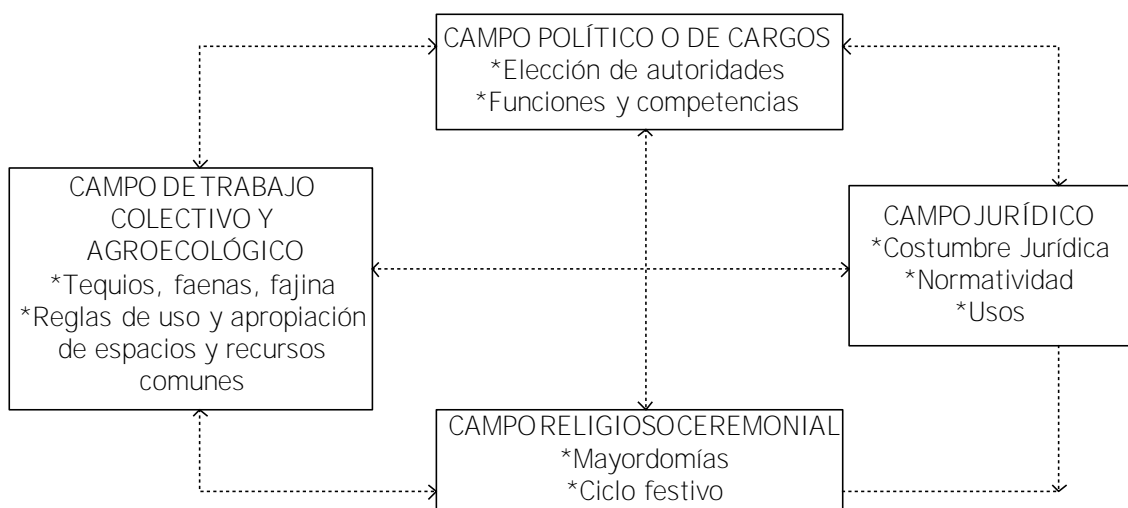 CAMPO POLÍTICO O DE CARGOS
*Elección de autoridades
*Funciones y competencias
CAMPO DE TRABAJO
COLECTIVO Y
AGROECOLÓGICO
*Tequios, faenas, fajina
*Reglas de uso y apropiación
de espacios y recursos
comunes
CAMPO JURÍDICO
*Costumbre Jurídica
*Normatividad
*Usos
CAMPO RELIGIOSO CEREMONIAL
*Mayordomías
*Ciclo festivo